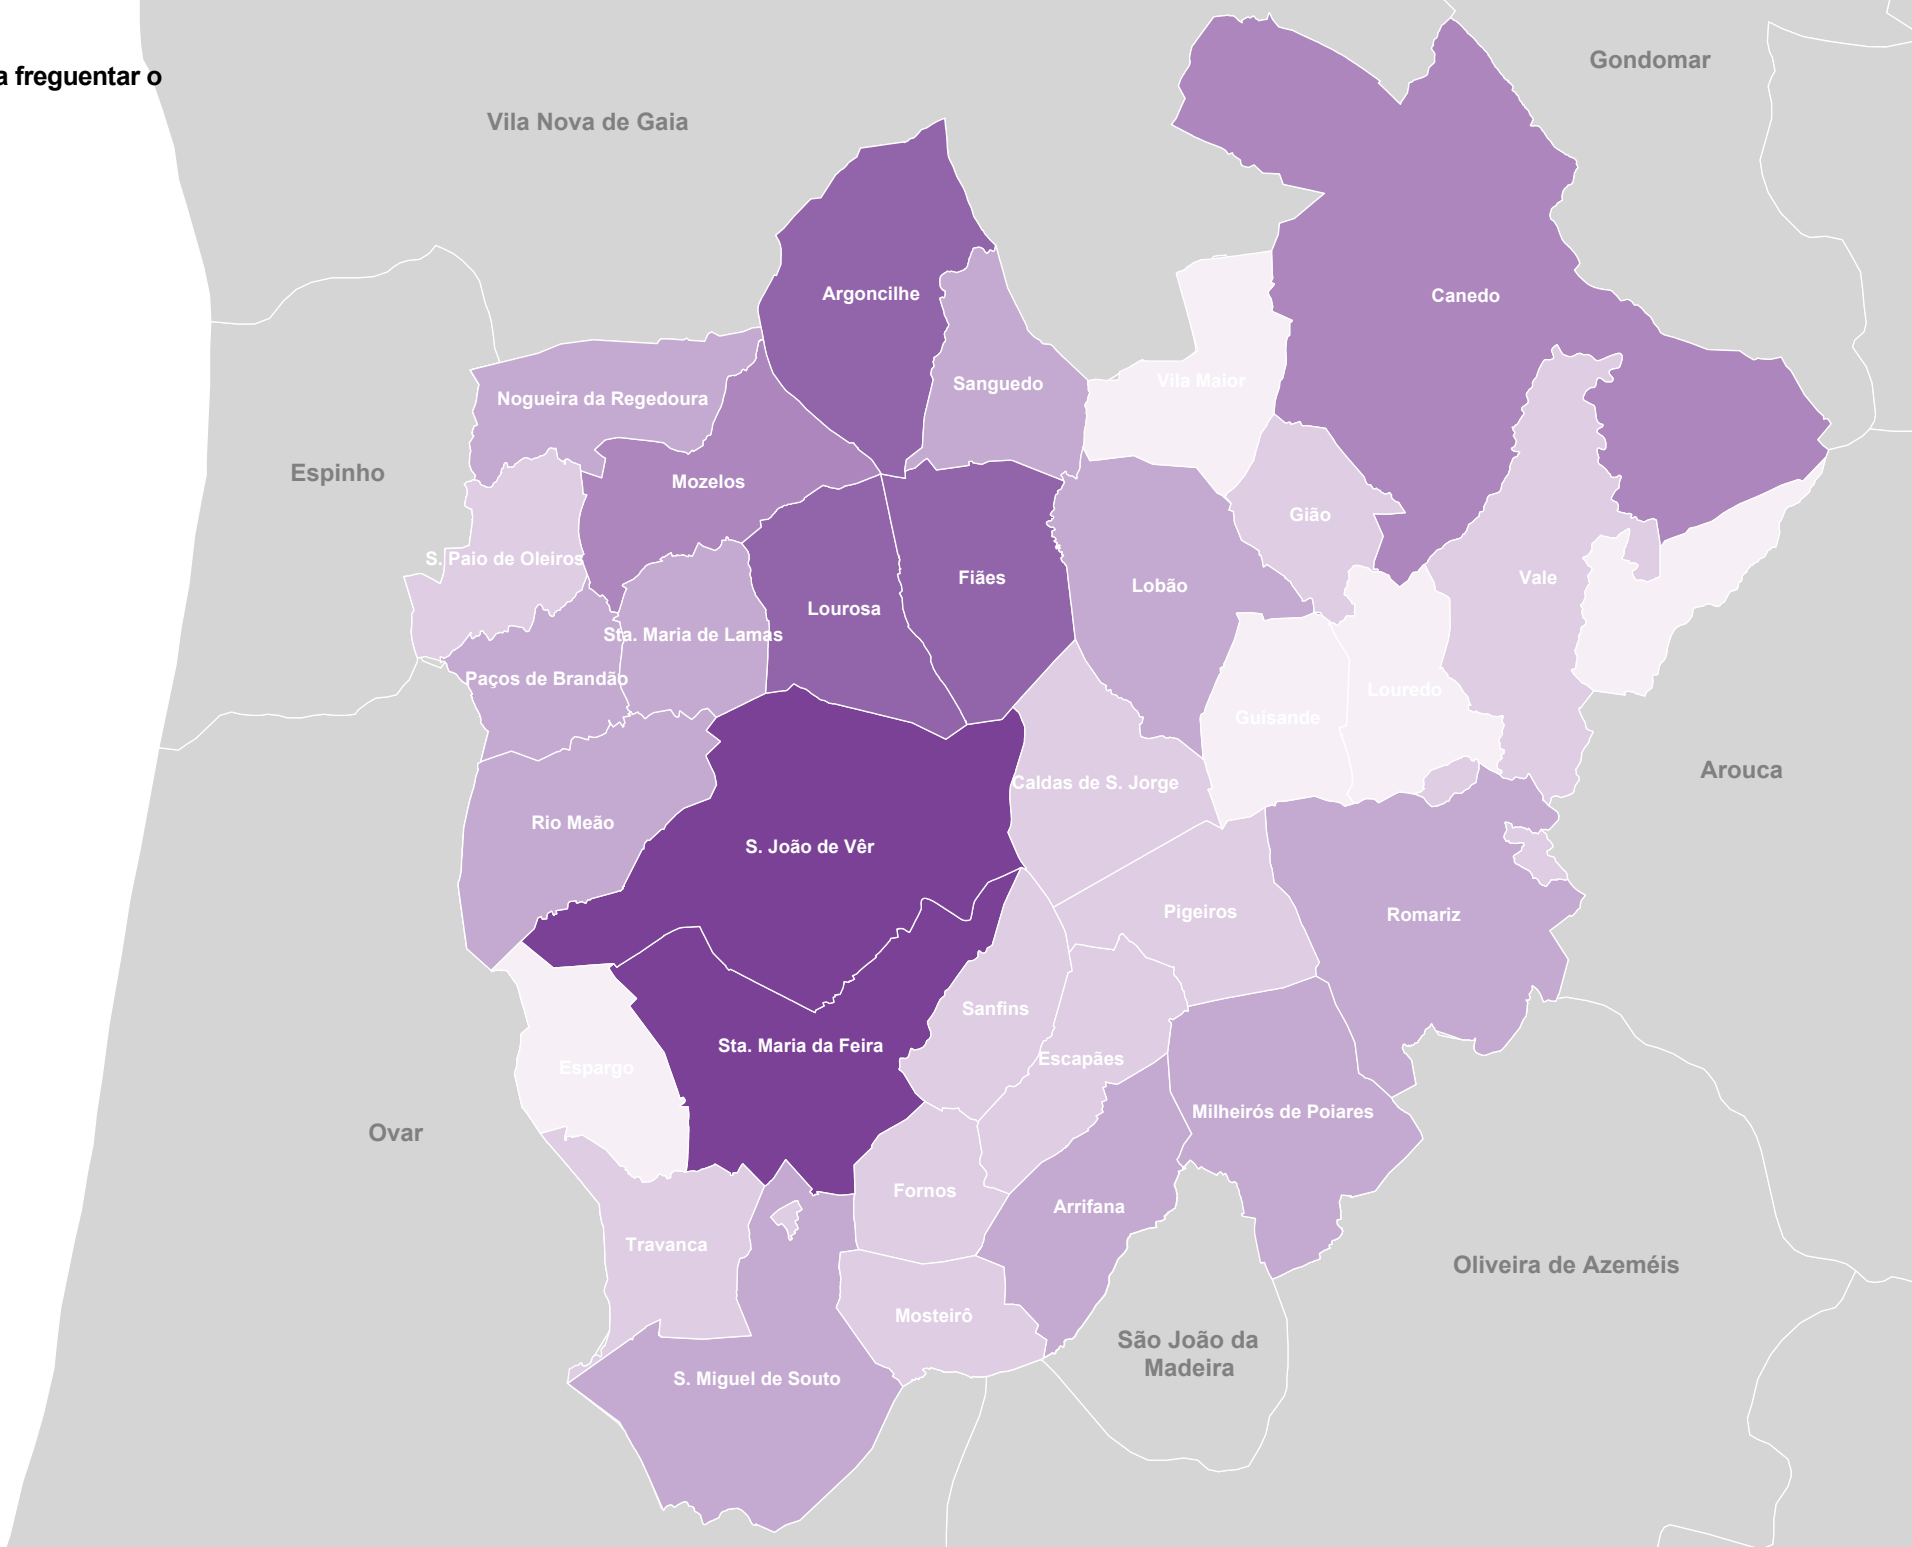 Gondomar
a freguentar o
Vila Nova de Gaia
Argoncilhe
Canedo
Vila Maior
Sanguedo
Nogueira da Regedoura
Espinho
Mozelos
Gião
S. Paio de Oleiros
Fiães
Vale
Lobão
Lourosa
Sta. Maria de Lamas
Paços de Brandão
Louredo
Guisande
Arouca
Caldas de S. Jorge
Rio Meão
S. João de Vêr
Pigeiros
Romariz
Sanfins
Sta. Maria da Feira
Escapães
Espargo
Milheirós de Poiares
Ovar
Fornos
Arrifana
Travanca
Oliveira de Azeméis
Mosteirô
São João da
Madeira
S. Miguel de Souto